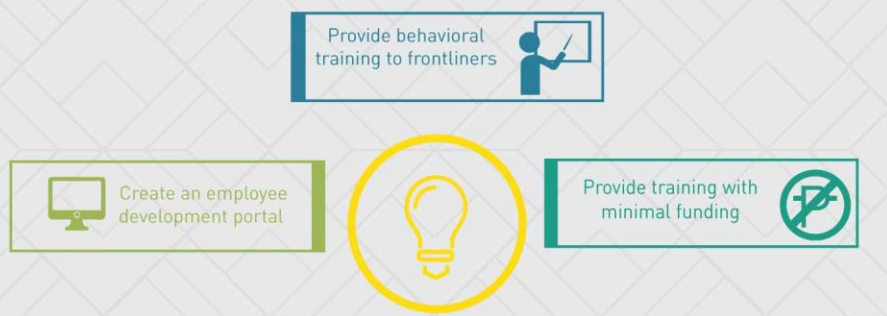 Provide behavioral
training to frontliners
Create an employee
development portal
Provide training with
minimal funding
₱